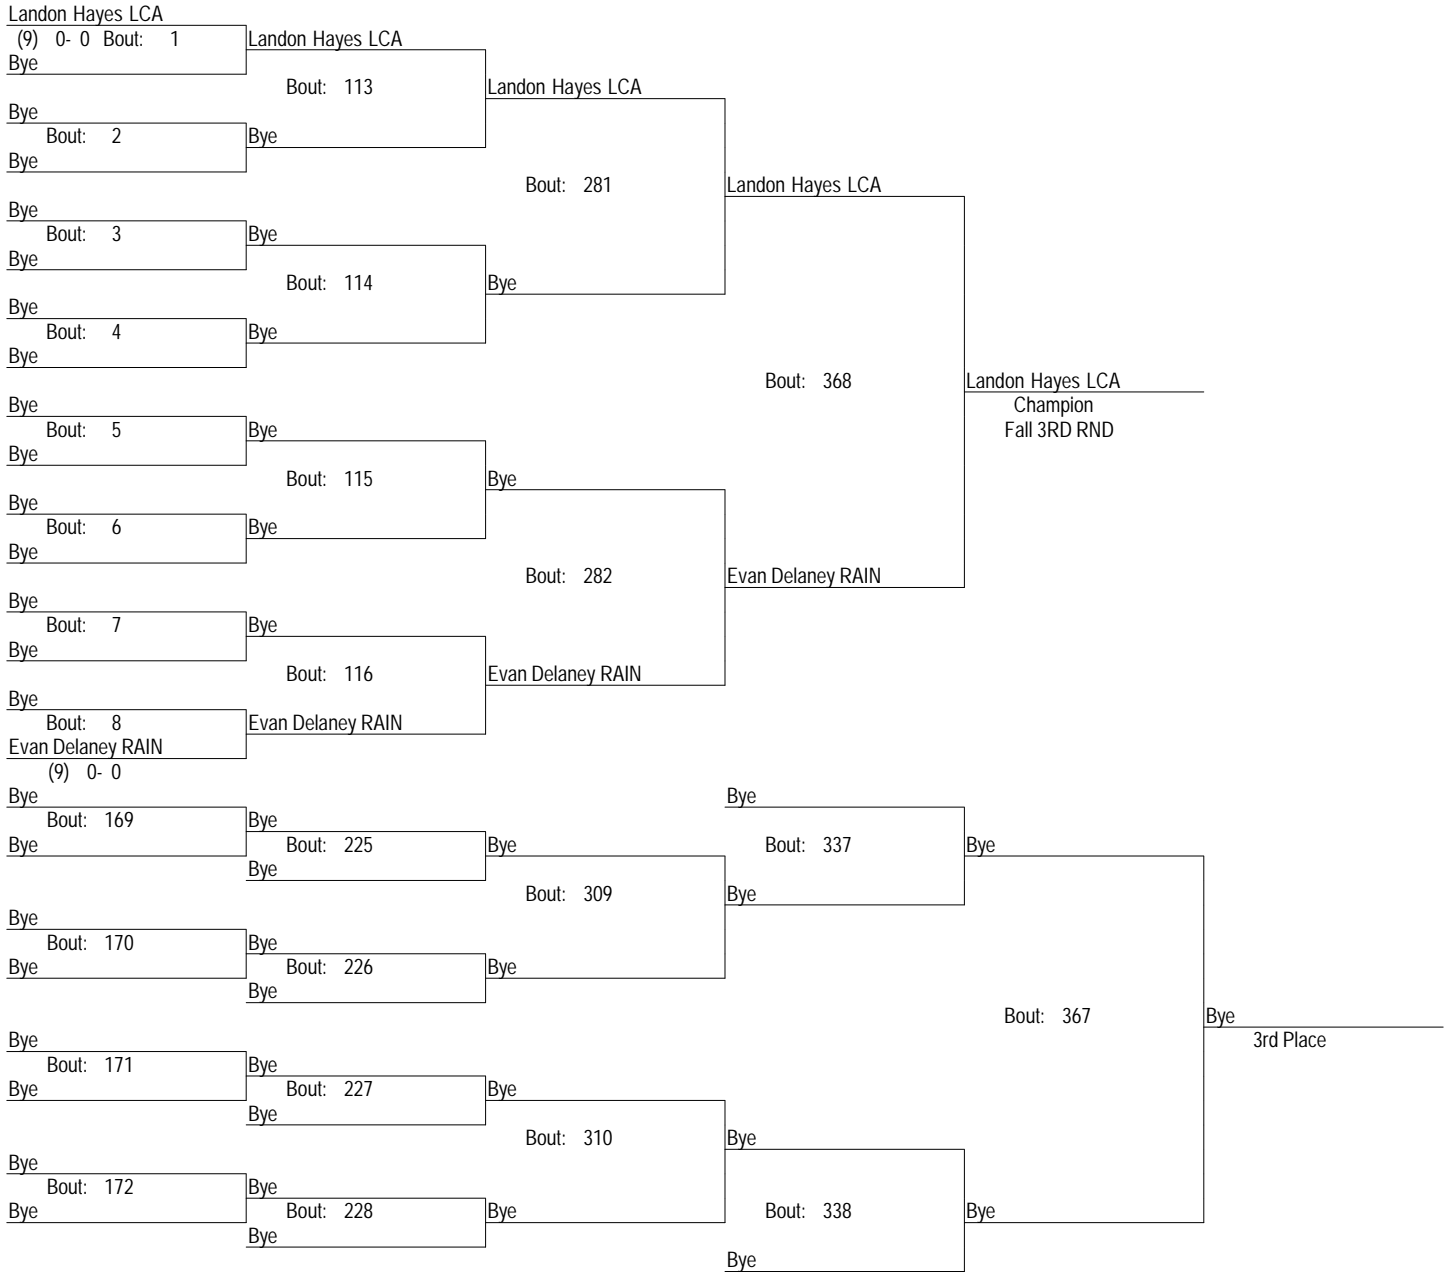 Landon Hayes LCA
(9) 0- 0 Bout: 1
Landon Hayes LCA
Bye
Bout: 113
Landon Hayes LCA
Bye
Bout: 2
Bye
Bye
Bout: 281
Landon Hayes LCA
Bye
Bout: 3
Bye
Bye
Bout: 114
Bye
Bye
Bout: 4
Bye
Bye
Bout: 368
Landon Hayes LCA
Champion
Fall 3RD RND
Bye
Bout: 5
Bye
Bye
Bout: 115
Bye
Bye
Bout: 6
Bye
Bye
Bout: 282
Evan Delaney RAIN
Bye
Bout: 7
Bye
Bye
Bout: 116
Evan Delaney RAIN
Bye
Bout: 8
Evan Delaney RAIN
Evan Delaney RAIN
(9) 0- 0
Bye
Bout: 169
Bye
Bye
Bout: 225
Bye
Bye
Bye
Bout: 337
Bye
Bout: 309
Bye
Bye
Bout: 170
Bye
Bye
Bout: 226
Bye
Bye
Bout: 367
Bye
3rd Place
Bye
Bout: 171
Bye
Bye
Bout: 227
Bye
Bye
Bout: 310
Bye
Bye
Bout: 172
Bye
Bye
Bout: 228
Bye
Bout: 338
Bye
Bye
Bye